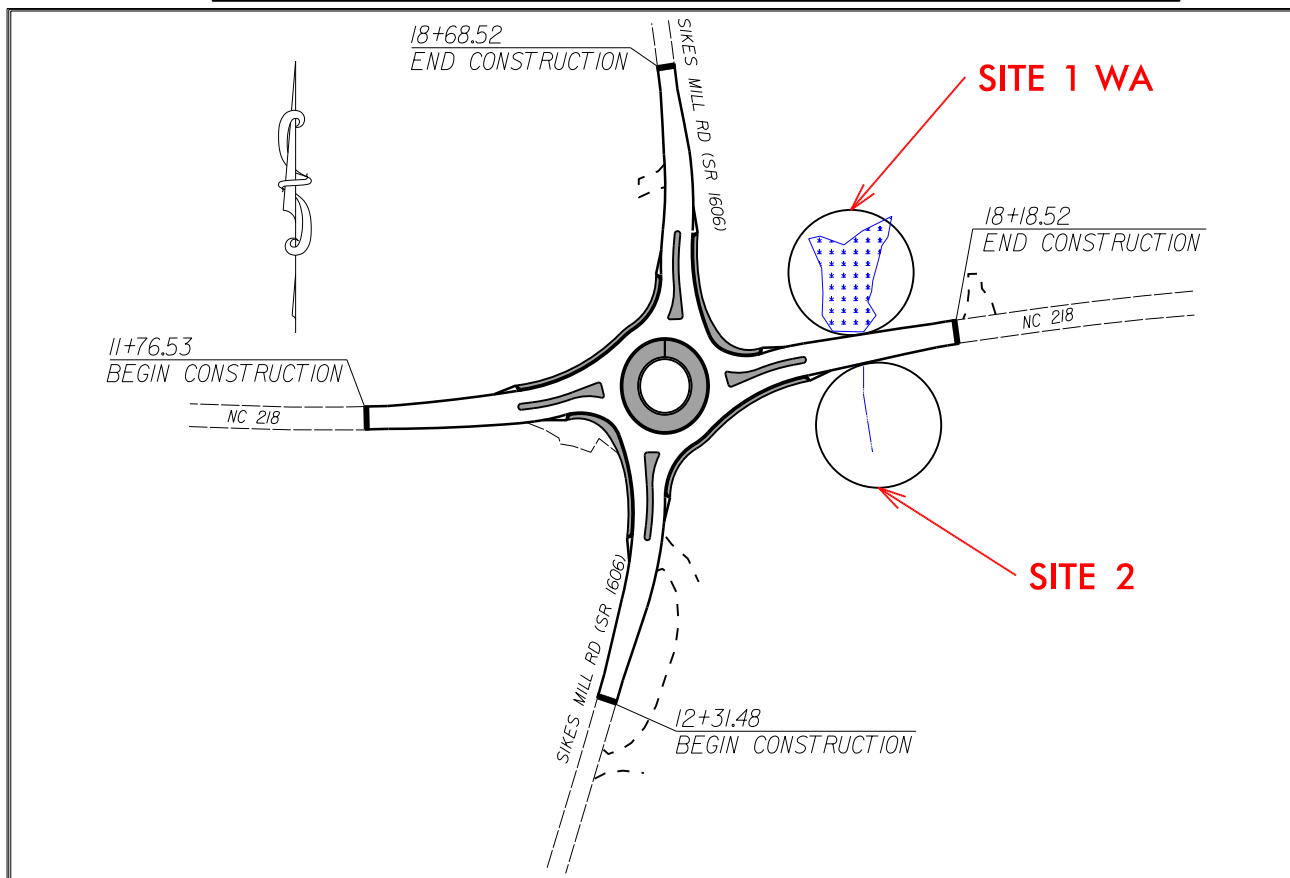 18+68.52
END CONSTRUCTION
SIKES MILL RD (SR 1606)
SITE 1 WA
18+18.52
END CONSTRUCTION
NC 218
11+76.53
BEGIN CONSTRUCTION
NC 218
SITE 2
SIKES MILL RD (SR 1606)
12+31.48
BEGIN CONSTRUCTION